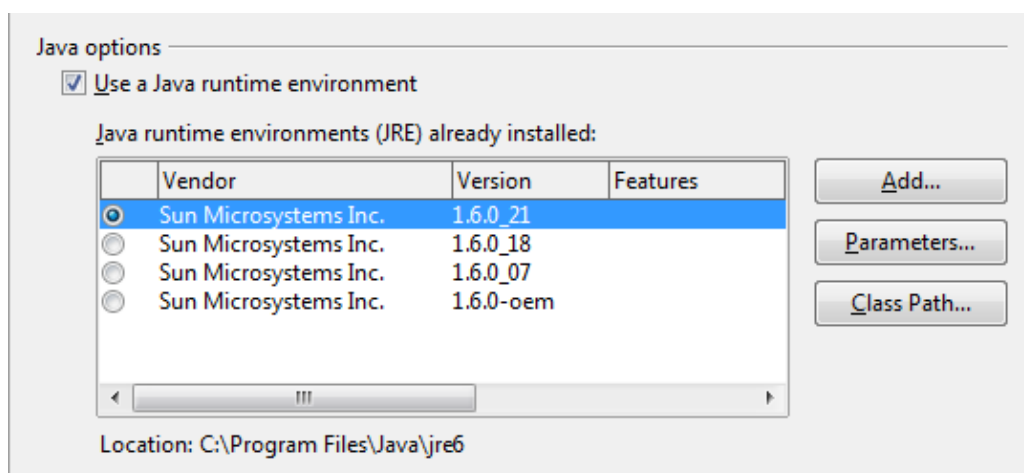 Java options
Use a Java runtime environment
Java runtime environments (JRE) already installed:
Vendor Version Features
Add...
Sun Microsystems Inc. 1.6.0_21
Sun Microsystems Inc. 1.6.0_18
Parameters...
Sun Microsystems Inc. 1.6.0_07
Sun Microsystems Inc. 1.6.0-oem
Class Path...
Location: C:\Program Files\Java\jre6